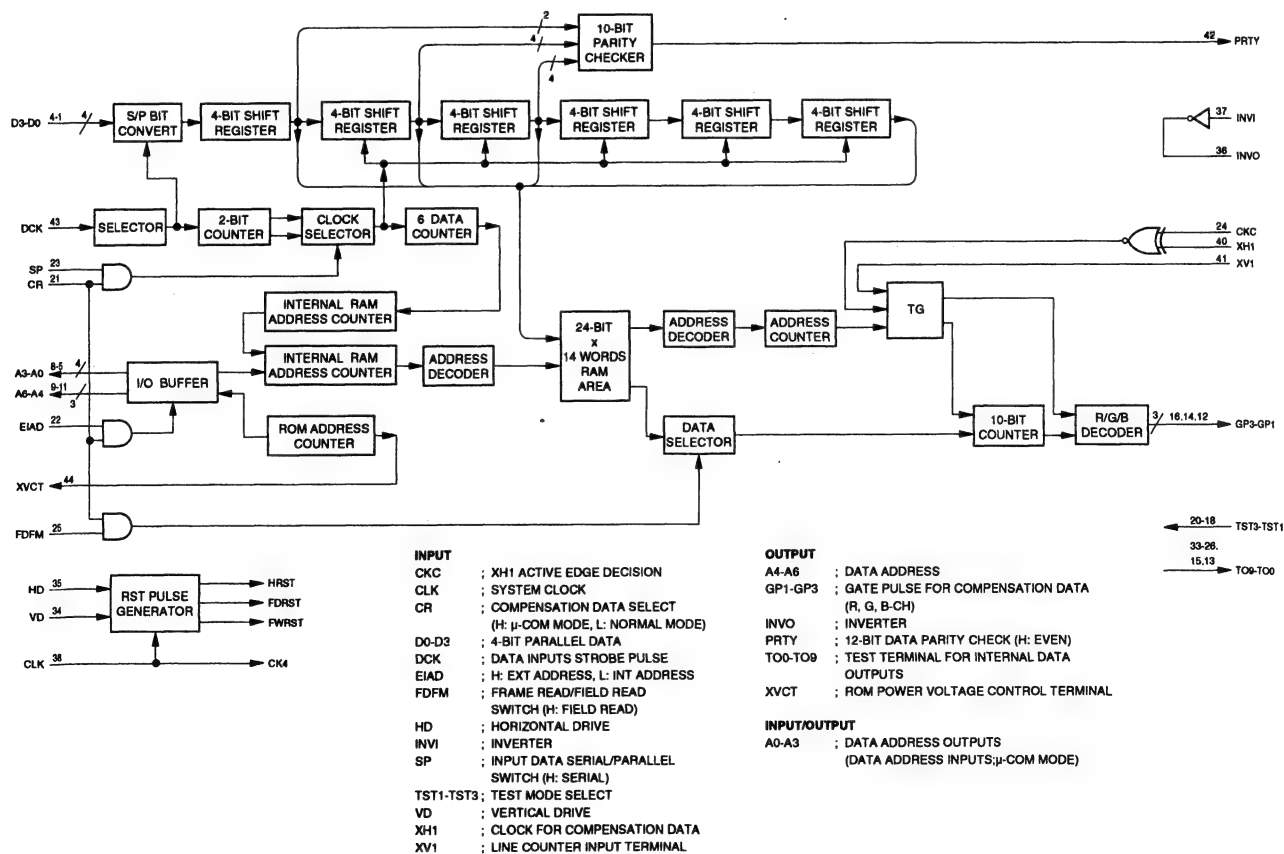 2
10-BIT
PARITY
CHECKER
4
4
42
PRTY
D3-D0
4-1
4
S/P BIT
CONVERT
4-BIT SHIFT
REGISTER
4-BIT SHIFT
REGISTER
4-BIT SHIFT
REGISTER
4-BIT SHIFT
REGISTER
4-BIT SHIFT
REGISTER
4-BIT SHIFT
REGISTER
37
INVI
36
INVO
DCK
43
SELECTOR
2-BIT
COUNTER
CLOCK
SELECTOR
6 DATA
COUNTER
24
CKC
40
XH1
41
XV1
SP
23
CR
21
INTERNAL RAM
ADDRESS COUNTER
INTERNAL RAM
ADDRESS COUNTER
ADDRESS
DECODER
24-BIT
x
14 WORDS
RAM
AREA
ADDRESS
DECODER
ADDRESS
COUNTER
TG
A3-A0
8-5
4
A6-A4
9-11
3
I/O BUFFER
EIAD
22
ROM ADDRESS
COUNTER
DATA
SELECTOR
10-BIT
COUNTER
R/G/B
DECODER
3
16,14,12
GP3-GP1
XVCT
44
FDFM
25
20-18
TST3-TST1
33-26,
15,13
TO9-TO0
HD
35
VD
34
RST PULSE
GENERATOR
HRST
FDRST
FWRST
CLK
38
CK4
INPUT
CKC ; XH1 ACTIVE EDGE DECISION
CLK ; SYSTEM CLOCK
CR ; COMPENSATION DATA SELECT
(H: μ-COM MODE, L: NORMAL MODE)
D0-D3 ; 4-BIT PARALLEL DATA
DCK ; DATA INPUTS STROBE PULSE
EIAD ; H: EXT ADDRESS, L: INT ADDRESS
FDFM ; FRAME READ/FIELD READ
SWITCH (H: FIELD READ)
HD ; HORIZONTAL DRIVE
INVI ; INVERTER
SP ; INPUT DATA SERIAL/PARALLEL
SWITCH (H: SERIAL)
TST1-TST3 ; TEST MODE SELECT
VD ; VERTICAL DRIVE
XH1 ; CLOCK FOR COMPENSATION DATA
XV1 ; LINE COUNTER INPUT TERMINAL
OUTPUT
A4-A6 ; DATA ADDRESS
GP1-GP3 ; GATE PULSE FOR COMPENSATION DATA
(R, G, B-CH)
INVO ; INVERTER
PRTY ; 12-BIT DATA PARITY CHECK (H: EVEN)
TO0-TO9 ; TEST TERMINAL FOR INTERNAL DATA
OUTPUTS
XVCT ; ROM POWER VOLTAGE CONTROL TERMINAL
INPUT/OUTPUT
A0-A3 ; DATA ADDRESS OUTPUTS
(DATA ADDRESS INPUTS;μ-COM MODE)